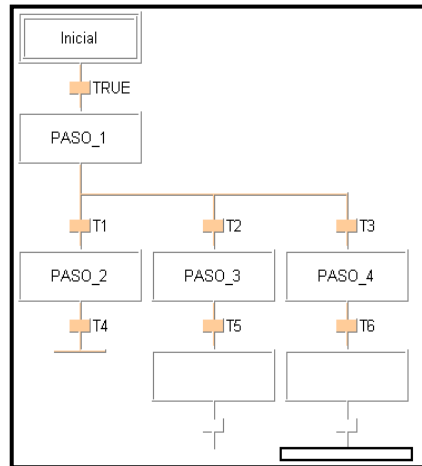 Inicial
TRUE
PASO_1
T1 T2 T3
PASO_2 PASO_3 PASO_4
T4 T5 T6